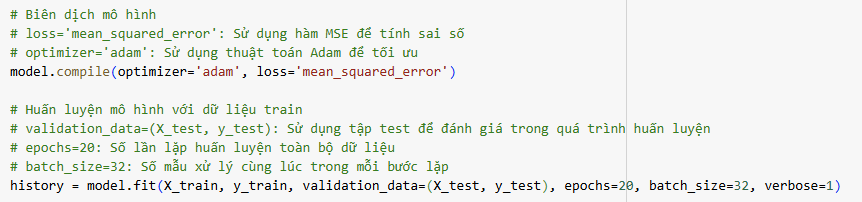 # Biên dịch mô hình
# loss='mean_squared_error': Sử dụng hàm MSE để tính sai số
# optimizer='adam': Sử dụng thuật toán Adam để tối ưu
model.compile(optimizer='adam', loss='mean_squared_error')
# Huấn luyện mô hình với dữ liệu train
# validation_data=(X_test, y_test): Sử dụng tập test để đánh giá trong quá trình huấn luyện
# epochs=20: Số lần lặp huấn luyện toàn bộ dữ liệu
# batch_size=32: Số mẫu xử lý cùng lúc trong mỗi bước lặp
history = model.fit(X_train, y_train, validation_data=(X_test, y_test), epochs=20, batch_size=32, verbose=1)